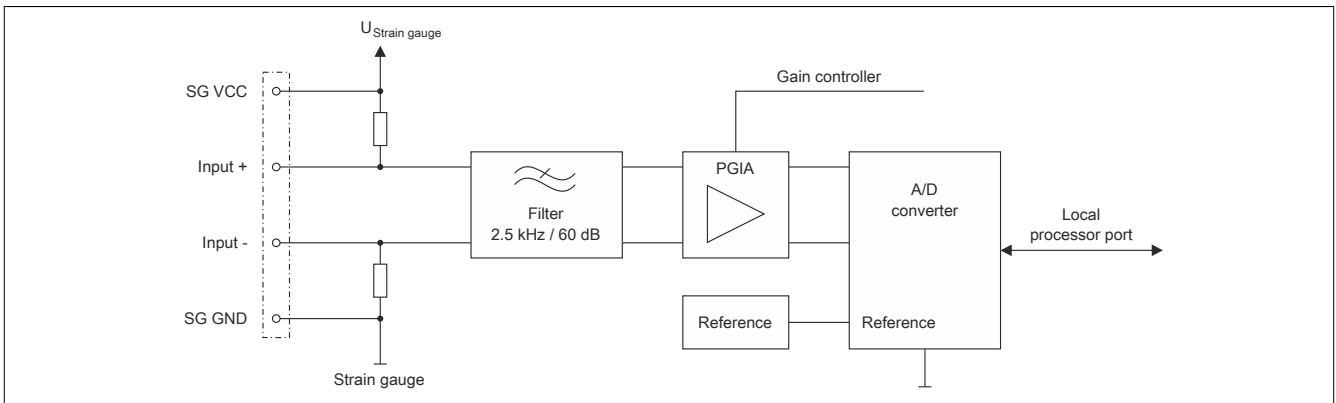 U Strain gauge
SG VCC
Gain controller
Input +
PGIA
A/D
converter
Filter
2.5 kHz / 60 dB
Local
processor port
Input -
SG GND
Reference
Reference
Strain gauge